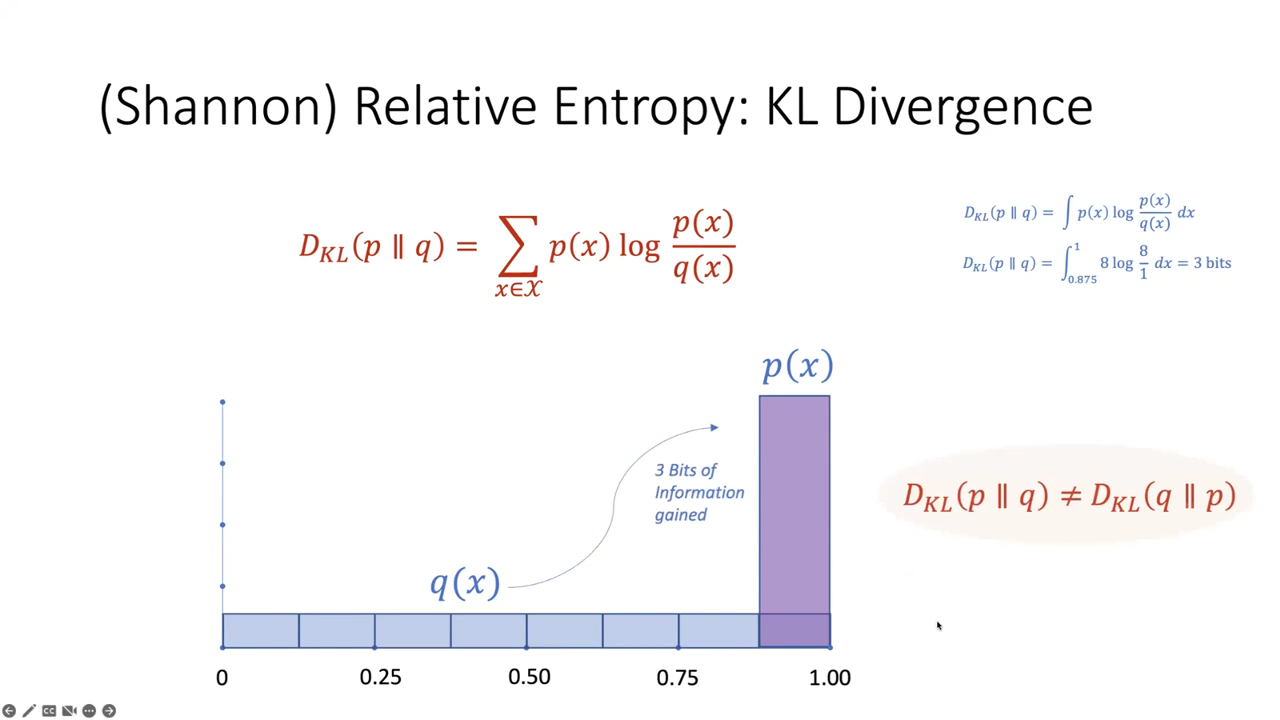 (Shannon) Relative Entropy: KL Divergence
D_KL(p ∥ q) = ∑_{x∈𝒳} p(x) log p(x)/q(x)
D_KL(p ∥ q) = ∫ p(x) log p(x)/q(x) dx
D_KL(p ∥ q) = ∫_{0.875}^{1} 8 log 8/1 dx = 3 bits
p(x)
3 Bits of
Information
gained
D_KL(p ∥ q) ≠ D_KL(q ∥ p)
q(x)
0 0.25 0.50 0.75 1.00
CC